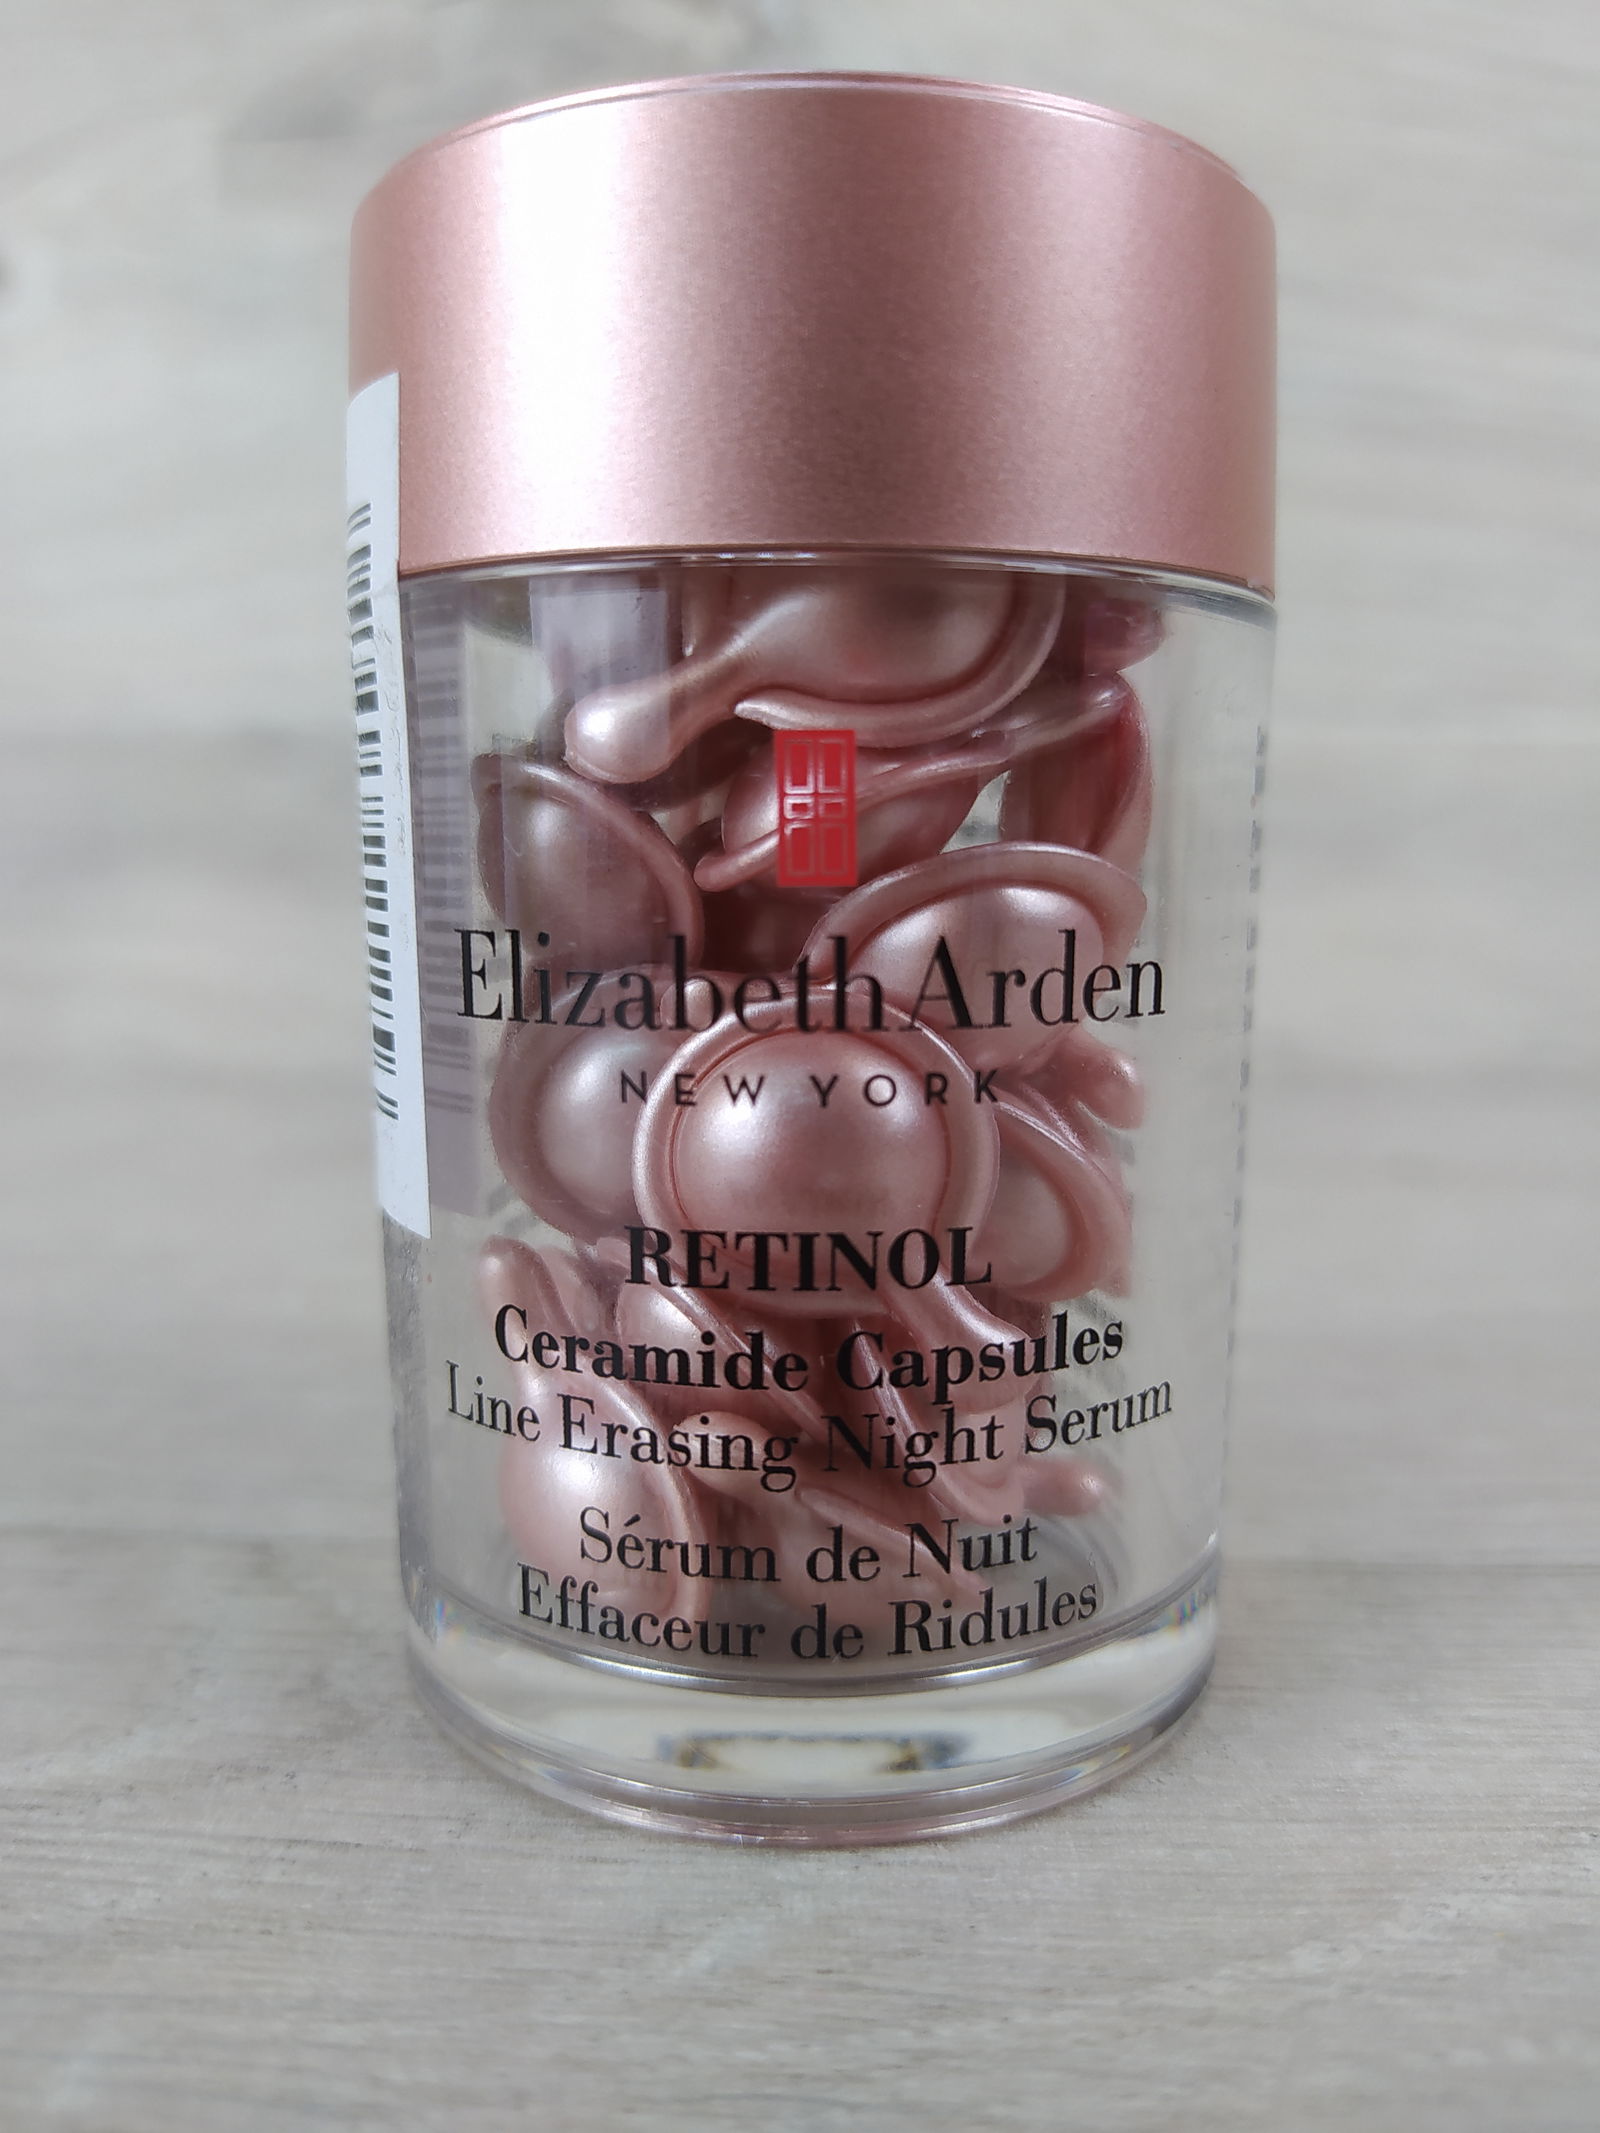 Elizabeth Arden
NEW YORK
RETINOL
Ceramide Capsules
Line Erasing Night Serum
Sérum de Nuit
Effaceur de Ridules